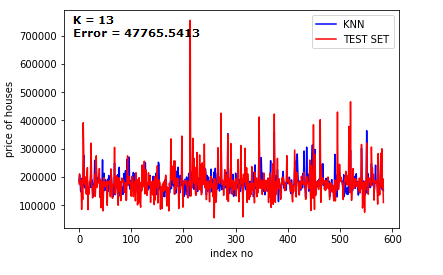 K = 13
Error = 47765.5413
KNN
TEST SET
700000
600000
500000
400000
300000
200000
100000
price of houses
0
100
200
300
400
500
600
index no